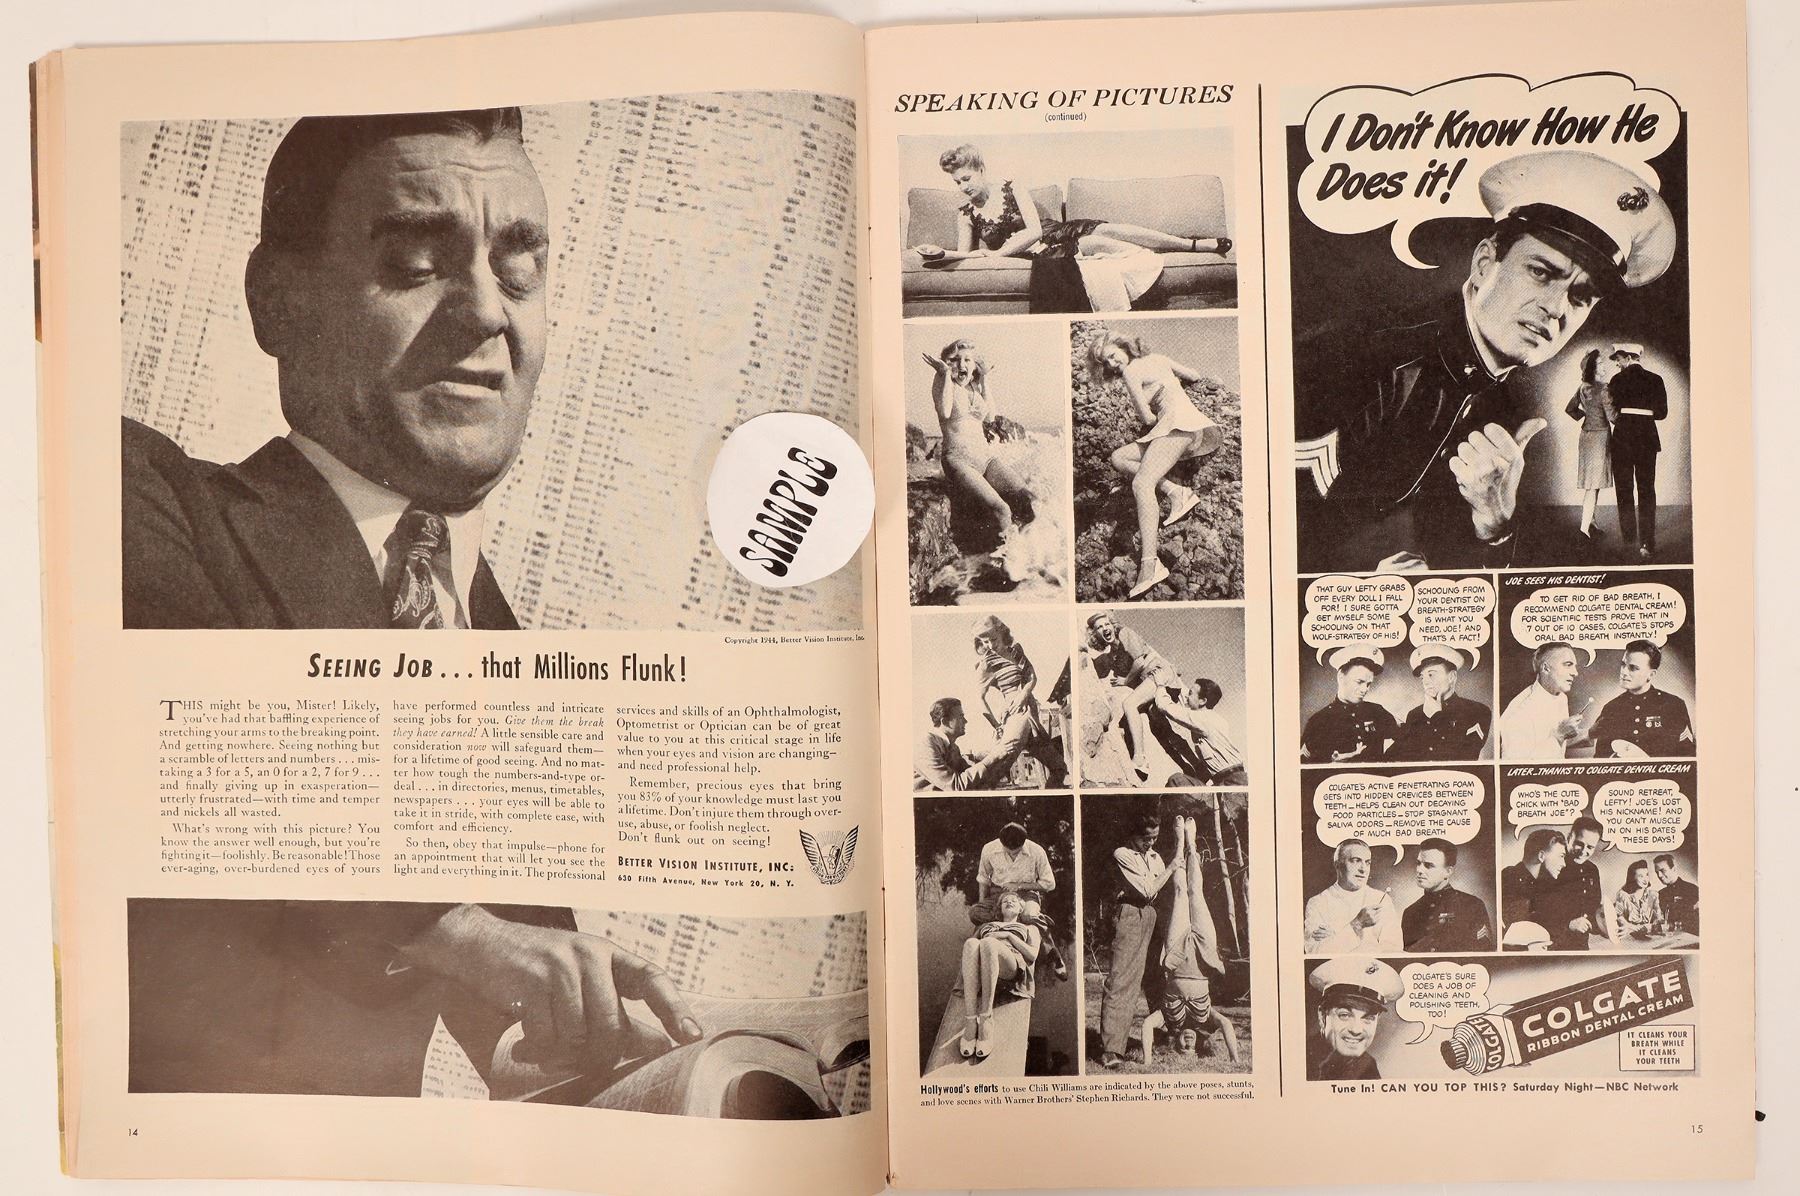 SAMPLE
Copyright 1944, Better Vision Institute, Inc.
SEEING JOB... that Millions Flunk!
THIS might be you, Mister! Likely,
you've had that baffling experience of
stretching your arms to the breaking point.
And getting nowhere. Seeing nothing but
a scramble of letters and numbers . . . mis-
taking a 3 for a 5, an 0 for a 2, 7 for 9 . . .
and finally giving up in exasperation—
utterly frustrated—with time and temper
and nickels all wasted.
What's wrong with this picture? You
know the answer well enough, but you're
fighting it—foolishly. Be reasonable! Those
ever-aging, over-burdened eyes of yours
have performed countless and intricate
seeing jobs for you. Give them the break
they have earned! A little sensible care and
consideration now will safeguard them—
for a lifetime of good seeing. And no mat-
ter how tough the numbers-and-type or-
deal . . . in directories, menus, timetables,
newspapers . . . your eyes will be able to
take it in stride, with complete ease, with
comfort and efficiency.
So then, obey that impulse—phone for
an appointment that will let you see the
light and everything in it. The professional
services and skills of an Ophthalmologist,
Optometrist or Optician can be of great
value to you at this critical stage in life
when your eyes and vision are changing—
and need professional help.
Remember, precious eyes that bring
you 83% of your knowledge must last you
a lifetime. Don't injure them through over-
use, abuse, or foolish neglect.
Don't flunk out on seeing!
BETTER VISION INSTITUTE, INC:
630 Fifth Avenue, New York 20, N. Y.
14
SPEAKING OF PICTURES
(continued)
Hollywood's efforts to use Chili Williams are indicated by the above poses, stunts,
and love scenes with Warner Brothers' Stephen Richards. They were not successful.
I Don't Know How He
Does it!
THAT GUY LEFTY GRABS
OFF EVERY DOLL I FALL
FOR! I SURE GOTTA
GET MYSELF SOME
SCHOOLING ON THAT
WOLF-STRATEGY OF HIS!
SCHOOLING FROM
YOUR DENTIST ON
BREATH-STRATEGY
IS WHAT YOU
NEED, JOE! AND
THAT'S A FACT!
JOE SEES HIS DENTIST!
TO GET RID OF BAD BREATH, I
RECOMMEND COLGATE DENTAL CREAM!
FOR SCIENTIFIC TESTS PROVE THAT IN
7 OUT OF 10 CASES, COLGATE'S STOPS
ORAL BAD BREATH INSTANTLY!
COLGATE'S ACTIVE PENETRATING FOAM
GETS INTO HIDDEN CREVICES BETWEEN
TEETH—HELPS CLEAN OUT DECAYING
FOOD PARTICLES—STOP STAGNANT
SALIVA ODORS—REMOVE THE CAUSE
OF MUCH BAD BREATH
LATER—THANKS TO COLGATE DENTAL CREAM
WHO'S THE CUTE
CHICK WITH "BAD
BREATH JOE"?
SOUND RETREAT,
LEFTY! JOE'S LOST
HIS NICKNAME! AND
YOU CAN'T MUSCLE
IN ON HIS DATES
THESE DAYS!
COLGATE'S SURE
DOES A JOB OF
CLEANING AND
POLISHING TEETH,
TOO!
COLGATE
COLGATE
RIBBON DENTAL CREAM
IT CLEANS YOUR
BREATH WHILE
IT CLEANS
YOUR TEETH
Tune In! CAN YOU TOP THIS? Saturday Night—NBC Network
15